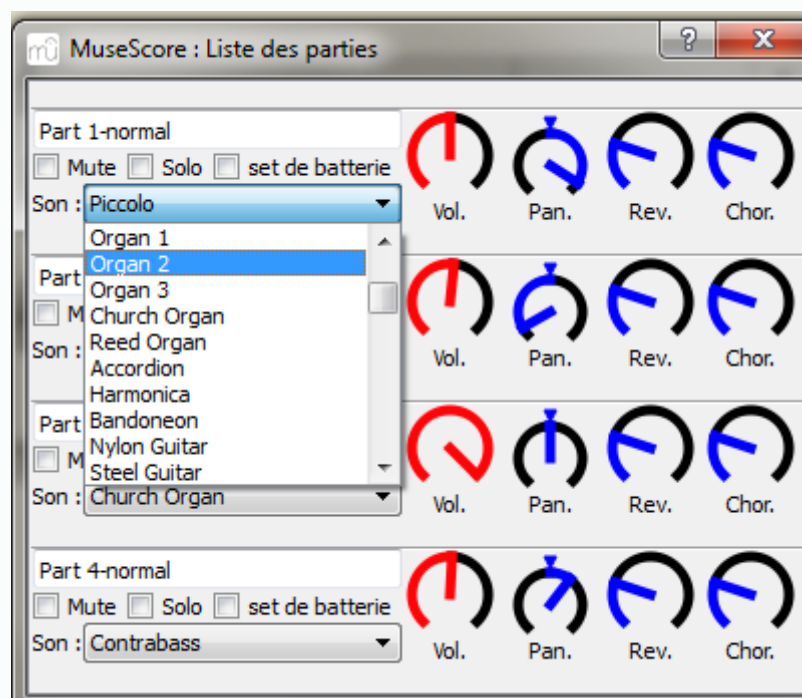 MuseScore : Liste des parties
Part 1-normal
Mute Solo set de batterie
Son : Piccolo
Vol. Pan. Rev. Chor.
Organ 1
Organ 2
Organ 3
Church Organ
Reed Organ
Accordion
Harmonica
Bandoneon
Nylon Guitar
Steel Guitar
Part
M
Son :
Vol. Pan. Rev. Chor.
Part
M
Son : Church Organ
Vol. Pan. Rev. Chor.
Part 4-normal
Mute Solo set de batterie
Son : Contrabass
Vol. Pan. Rev. Chor.